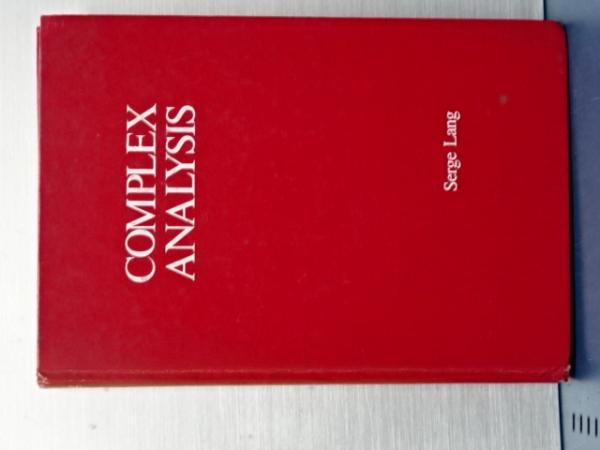 COMPLEX
ANALYSIS
Serge Lang